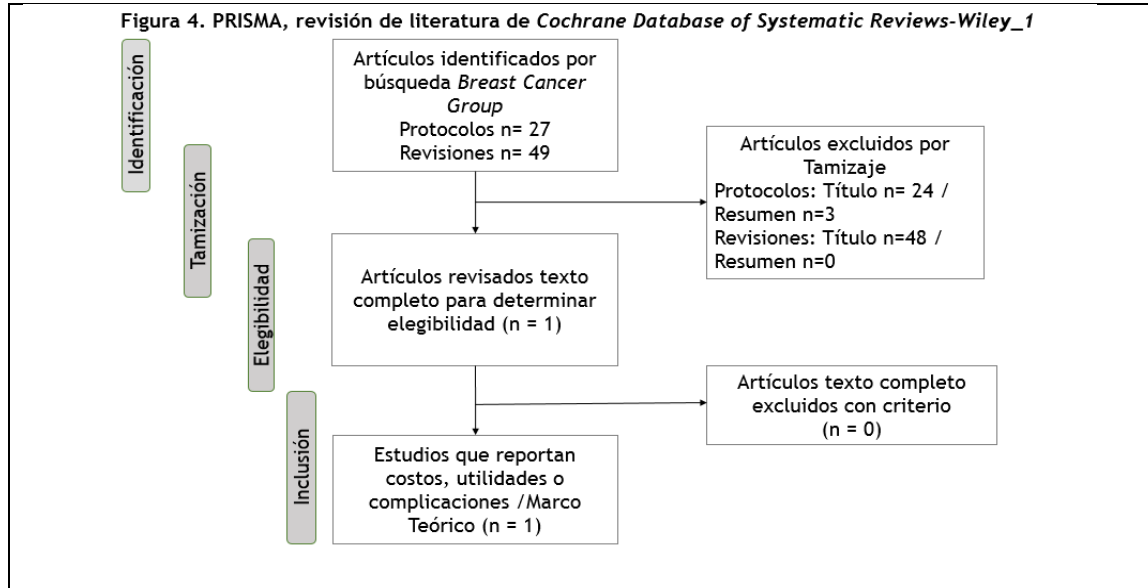 Figura 4. PRISMA, revisión de literatura de Cochrane Database of Systematic Reviews-Wiley_1
Identificación
Artículos identificados por
búsqueda Breast Cancer
Group
Protocolos n= 27
Revisiones n= 49
Tamización
Artículos excluidos por
Tamizaje
Protocolos: Título n= 24 /
Resumen n=3
Revisiones: Título n=48 /
Resumen n=0
Elegibilidad
Artículos revisados texto
completo para determinar
elegibilidad (n = 1)
Artículos texto completo
excluidos con criterio
(n = 0)
Inclusión
Estudios que reportan
costos, utilidades o
complicaciones /Marco
Teórico (n = 1)